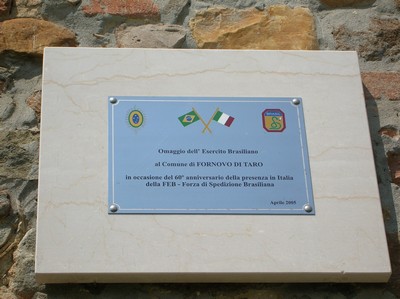 Omaggio dell' Esercito Brasiliano
al Comune di FORNOVO DI TARO
in occasione del 60° anniversario della presenza in Italia
della FEB - Forza di Spedizione Brasiliana
Aprile 2005